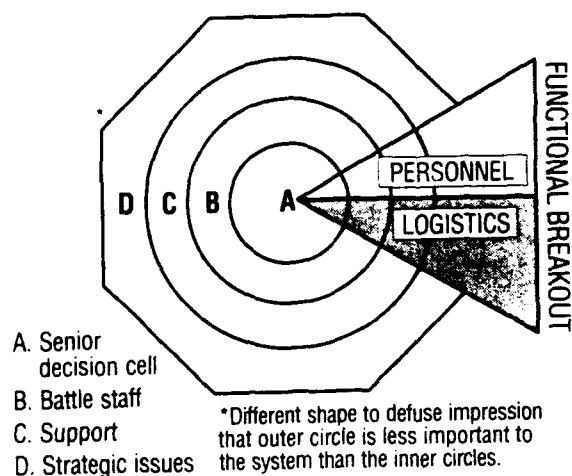 *
D C B A
PERSONNEL
LOGISTICS
FUNCTIONAL BREAKOUT
A. Senior
decision cell
B. Battle staff
C. Support
D. Strategic issues
*Different shape to defuse impression
that outer circle is less important to
the system than the inner circles.